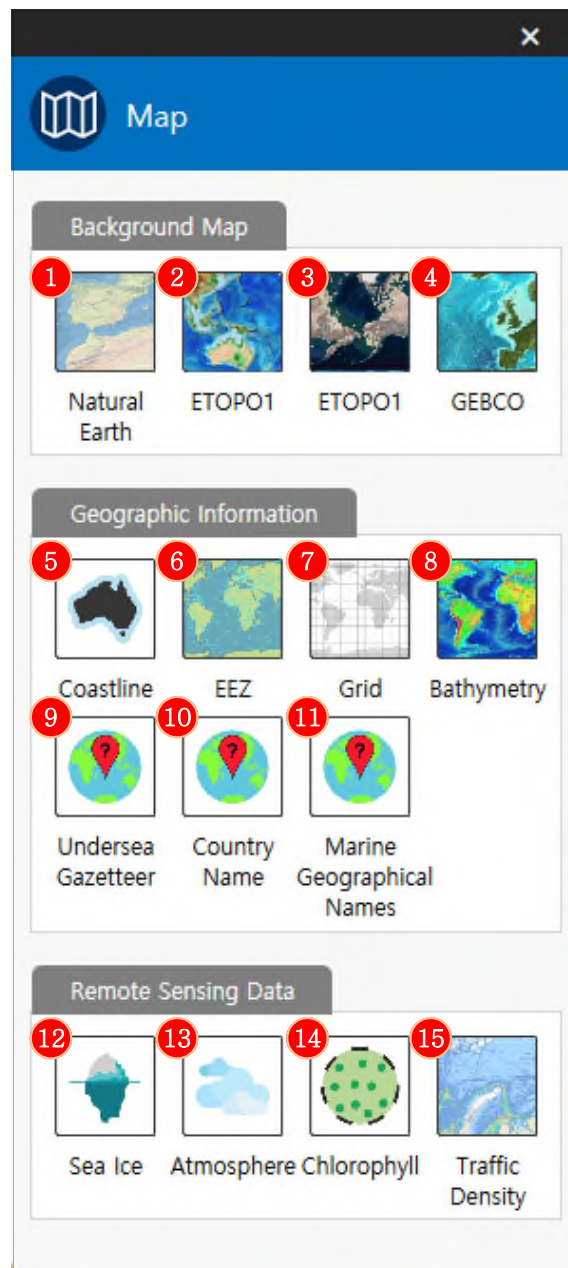 ×
Map
Background Map
1 2 3 4
Natural Earth ETOPO1 ETOPO1 GEBCO
Geographic Information
5 6 7 8
Coastline EEZ Grid Bathymetry
9 10 11
Undersea Gazetteer Country Name Marine Geographical Names
Remote Sensing Data
12 13 14 15
Sea Ice Atmosphere Chlorophyll Traffic Density